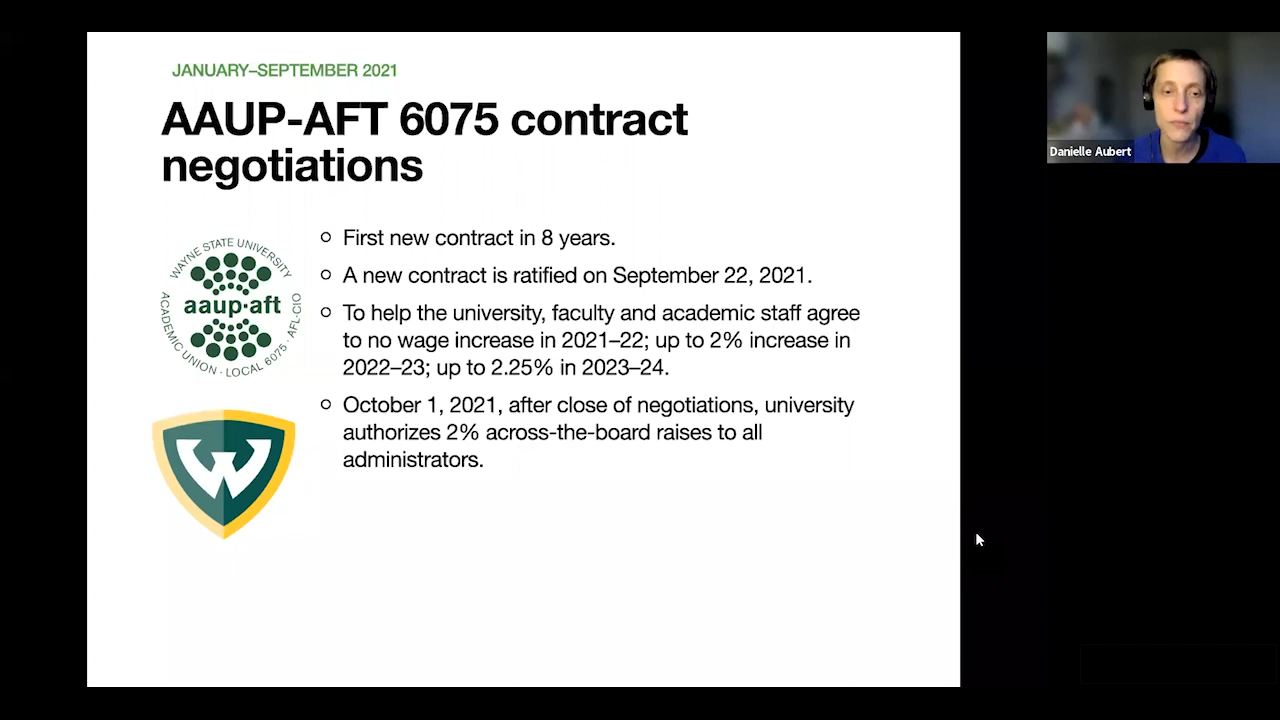 JANUARY–SEPTEMBER 2021
AAUP-AFT 6075 contract
negotiations
WAYNE STATE UNIVERSITY
aaup·aft
ACADEMIC UNION · LOCAL 6075 · AFL-CIO
W
First new contract in 8 years.
A new contract is ratified on September 22, 2021.
To help the university, faculty and academic staff agree
to no wage increase in 2021–22; up to 2% increase in
2022–23; up to 2.25% in 2023–24.
October 1, 2021, after close of negotiations, university
authorizes 2% across-the-board raises to all
administrators.
Danielle Aubert